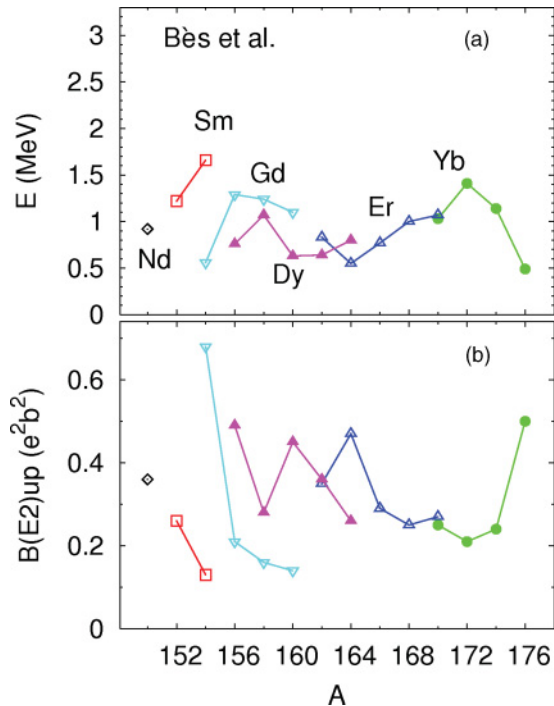 Bès et al.
(a)
3
2.5
2
1.5
1
0.5
0
E (MeV)
Sm
Gd
Yb
Er
Nd
Dy
(b)
0.6
0.4
0.2
0
B(E2)up (e²b²)
152 156 160 164 168 172 176
A